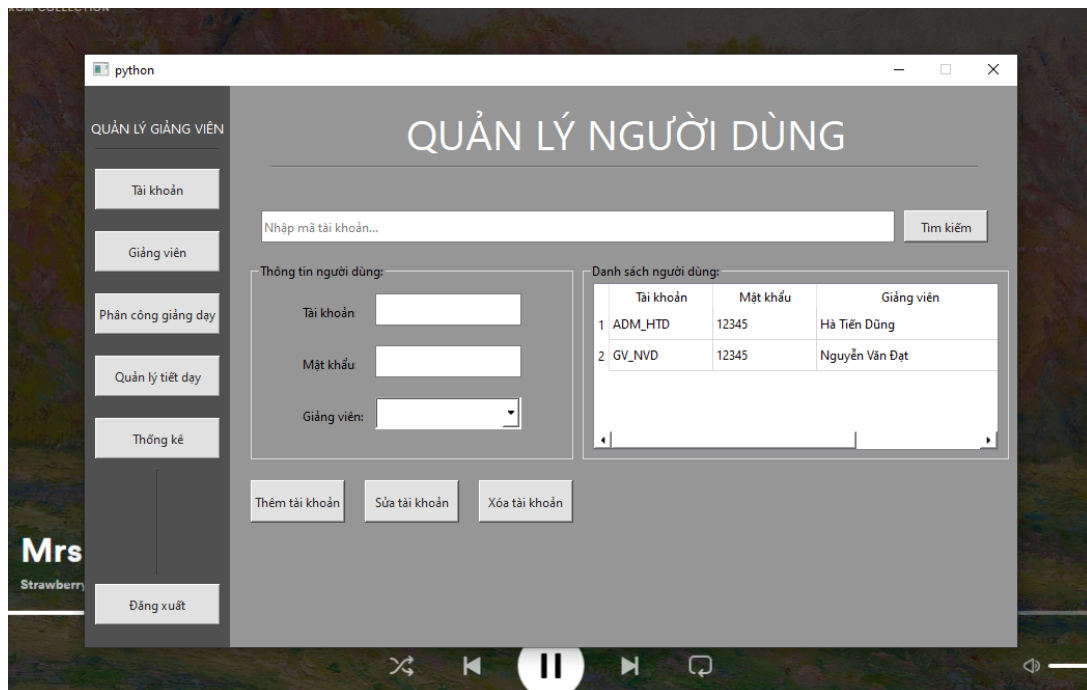 COLLECTION
python
QUẢN LÝ GIẢNG VIÊN
QUẢN LÝ NGƯỜI DÙNG
Tài khoản
Giảng viên
Phân công giảng dạy
Quản lý tiết dạy
Thống kê
Đăng xuất
Nhập mã tài khoản...
Tìm kiếm
Thông tin người dùng:
Tài khoản:
Mật khẩu:
Giảng viên:
Danh sách người dùng:
Tài khoản Mật khẩu Giảng viên
1 ADM_HTD 12345 Hà Tiến Dũng
2 GV_NVD 12345 Nguyễn Văn Đạt
Thêm tài khoản Sửa tài khoản Xóa tài khoản
Mrs
Strawberry